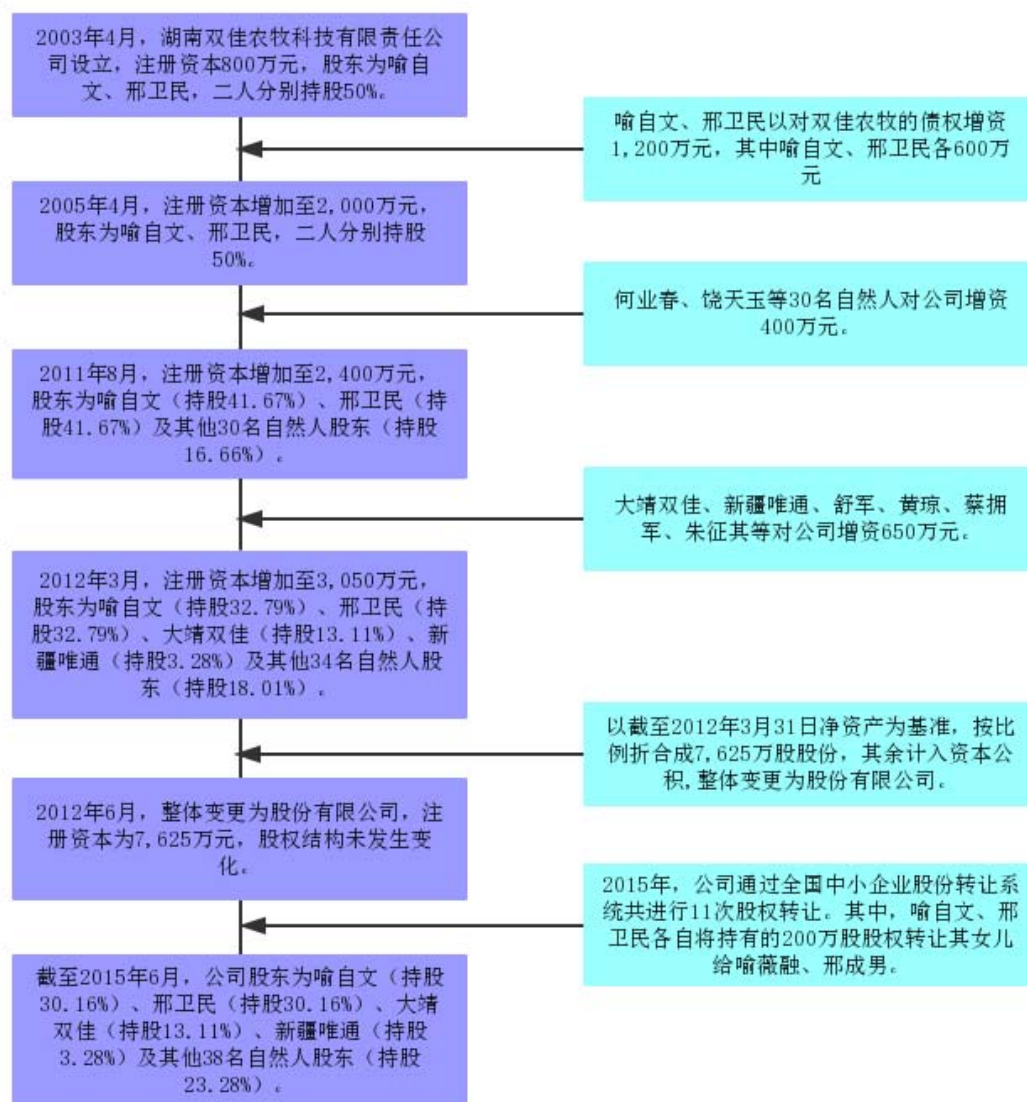 2003年4月，湖南双佳农牧科技有限责任公
司设立，注册资本800万元，股东为喻自
文、邢卫民，二人分别持股50%。
喻自文、邢卫民以对双佳农牧的债权增资
1,200万元，其中喻自文、邢卫民各600万
元
2005年4月，注册资本增加至2,000万元，
股东为喻自文、邢卫民，二人分别持股
50%。
何业春、饶天玉等30名自然人对公司增资
400万元。
2011年8月，注册资本增加至2,400万元，
股东为喻自文（持股41.67%）、邢卫民（持
股41.67%）及其他30名自然人股东（持股
16.66%）。
大靖双佳、新疆唯通、舒军、黄琼、蔡拥
军、朱征其等对公司增资650万元。
2012年3月，注册资本增加至3,050万元，
股东为喻自文（持股32.79%）、邢卫民（持
股32.79%）、大靖双佳（持股13.11%）、新
疆唯通（持股3.28%）及其他34名自然人股
东（持股18.01%）。
以截至2012年3月31日净资产为基准，按比
例折合成7,625万股股份，其余计入资本公
积,整体变更为股份有限公司。
2012年6月，整体变更为股份有限公司，注
册资本为7,625万元，股权结构未发生变
化。
2015年，公司通过全国中小企业股份转让系
统共进行11次股权转让。其中，喻自文、邢
卫民各自将持有的200万股股权转让其女儿
给喻薇融、邢成男。
截至2015年6月，公司股东为喻自文（持股
30.16%）、邢卫民（持股30.16%）、大靖
双佳（持股13.11%）、新疆唯通（持股
3.28%）及其他38名自然人股东（持股
23.28%）。